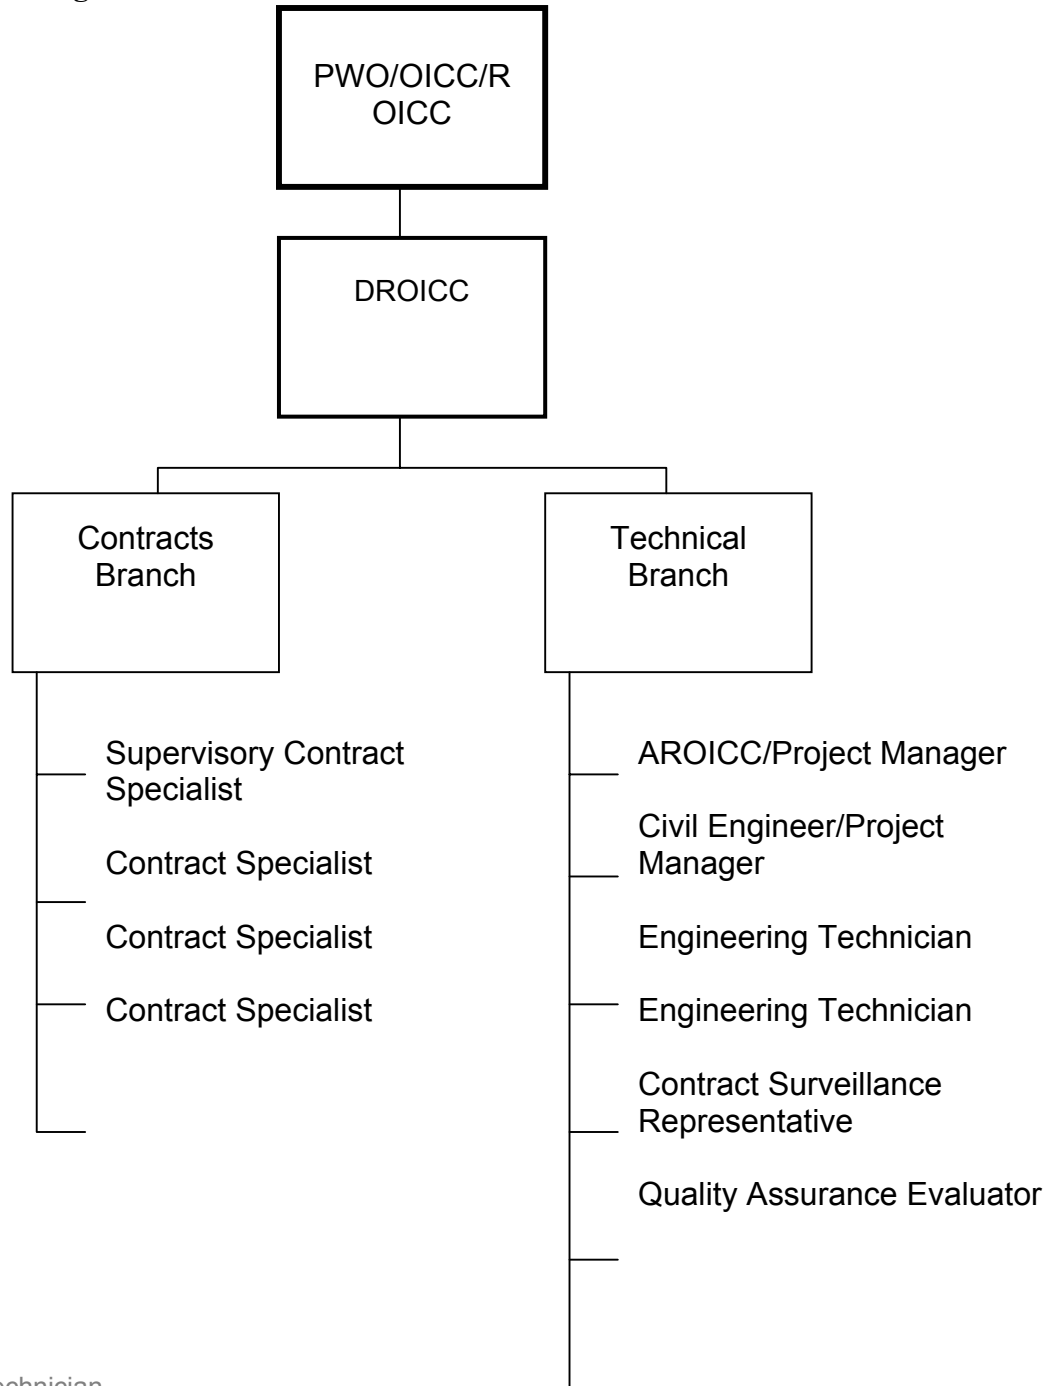 PWO/OICC/R
OICC
DROICC
Contracts
Branch
Technical
Branch
Supervisory Contract
Specialist
Contract Specialist
Contract Specialist
Contract Specialist
AROICC/Project Manager
Civil Engineer/Project
Manager
Engineering Technician
Engineering Technician
Contract Surveillance
Representative
Quality Assurance Evaluator